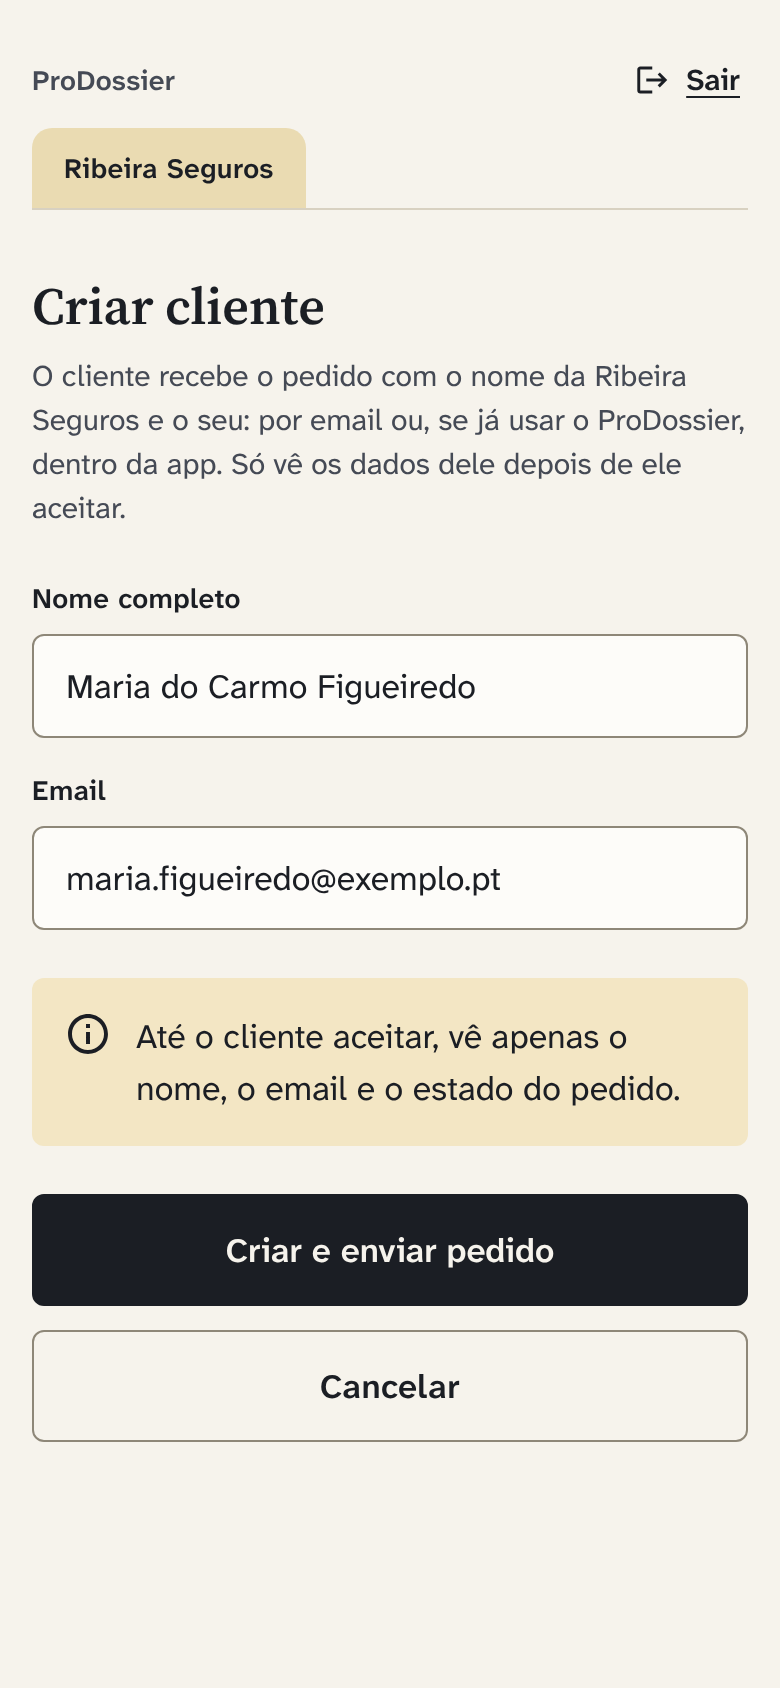 ProDossier
Sair
Ribeira Seguros
Criar cliente
O cliente recebe o pedido com o nome da Ribeira
Seguros e o seu: por email ou, se já usar o ProDossier,
dentro da app. Só vê os dados dele depois de ele
aceitar.
Nome completo
Maria do Carmo Figueiredo
Email
maria.figueiredo@exemplo.pt
Até o cliente aceitar, vê apenas o
nome, o email e o estado do pedido.
Criar e enviar pedido
Cancelar